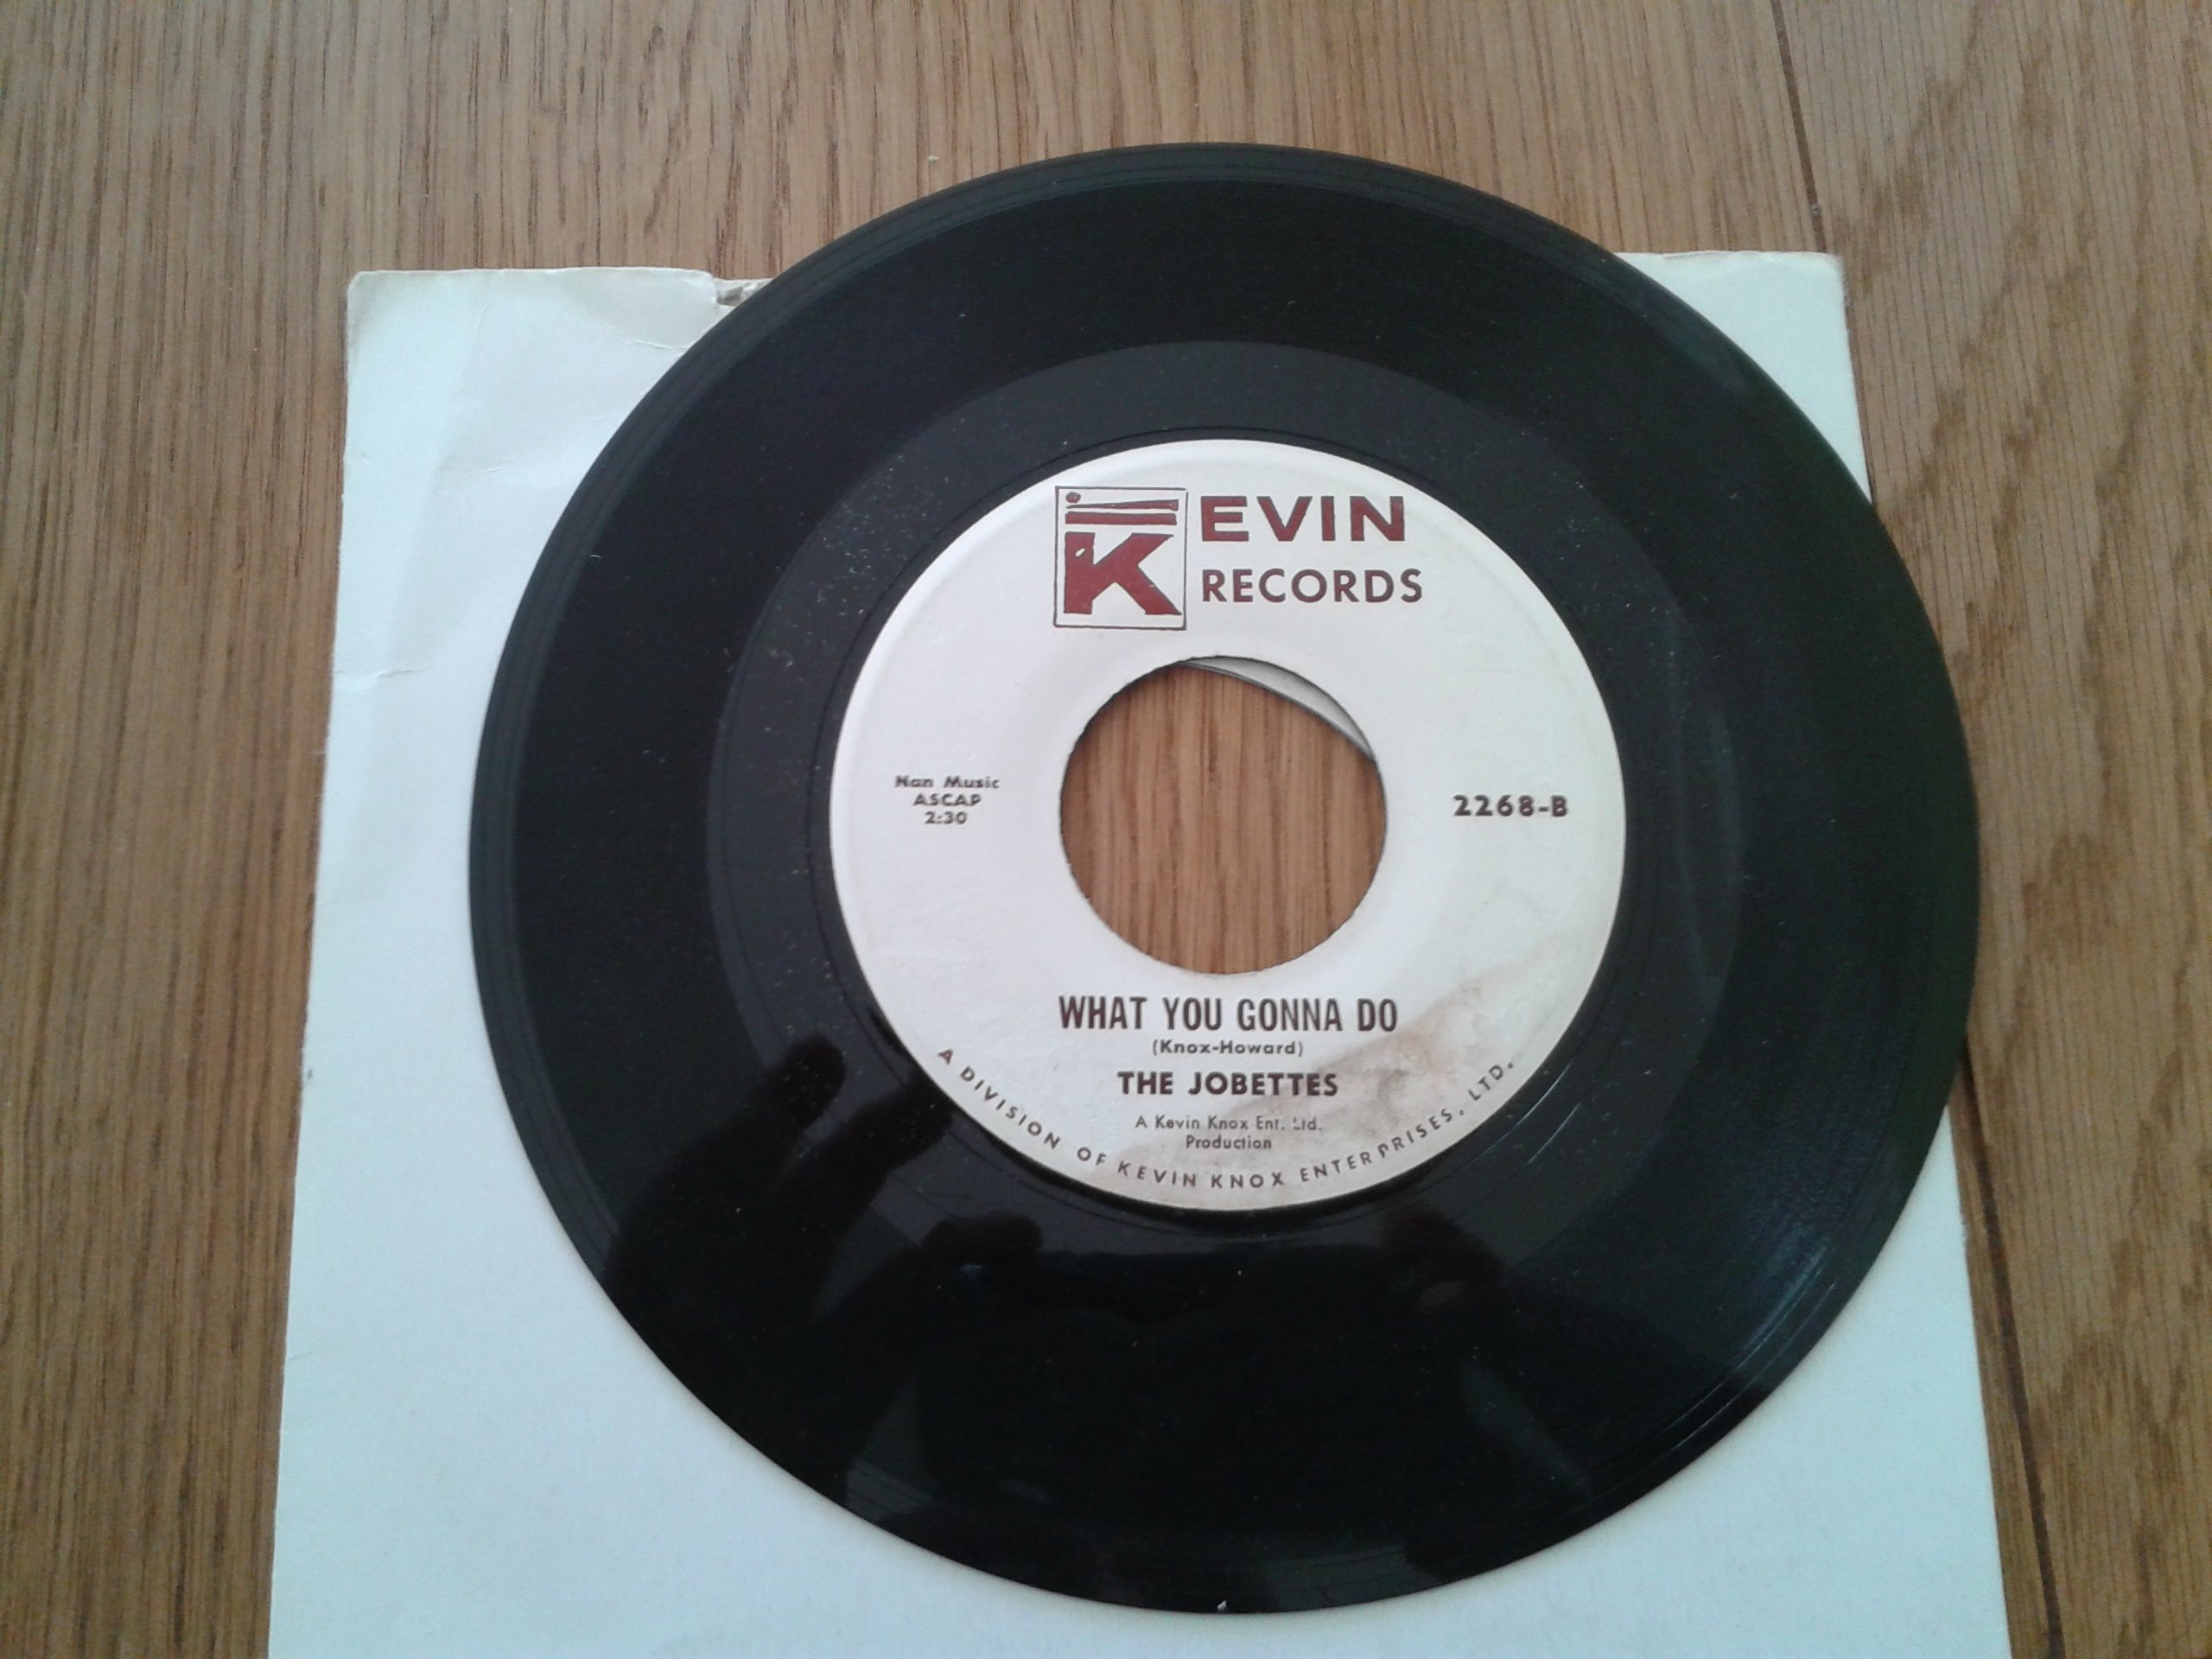 KEVIN
RECORDS
Nan Music
ASCAP
2:30
2268-B
WHAT YOU GONNA DO
(Knox-Howard)
THE JOBETTES
A Kevin Knox Ent. Ltd.
Production
A DIVISION OF KEVIN KNOX ENTERPRISES, LTD.